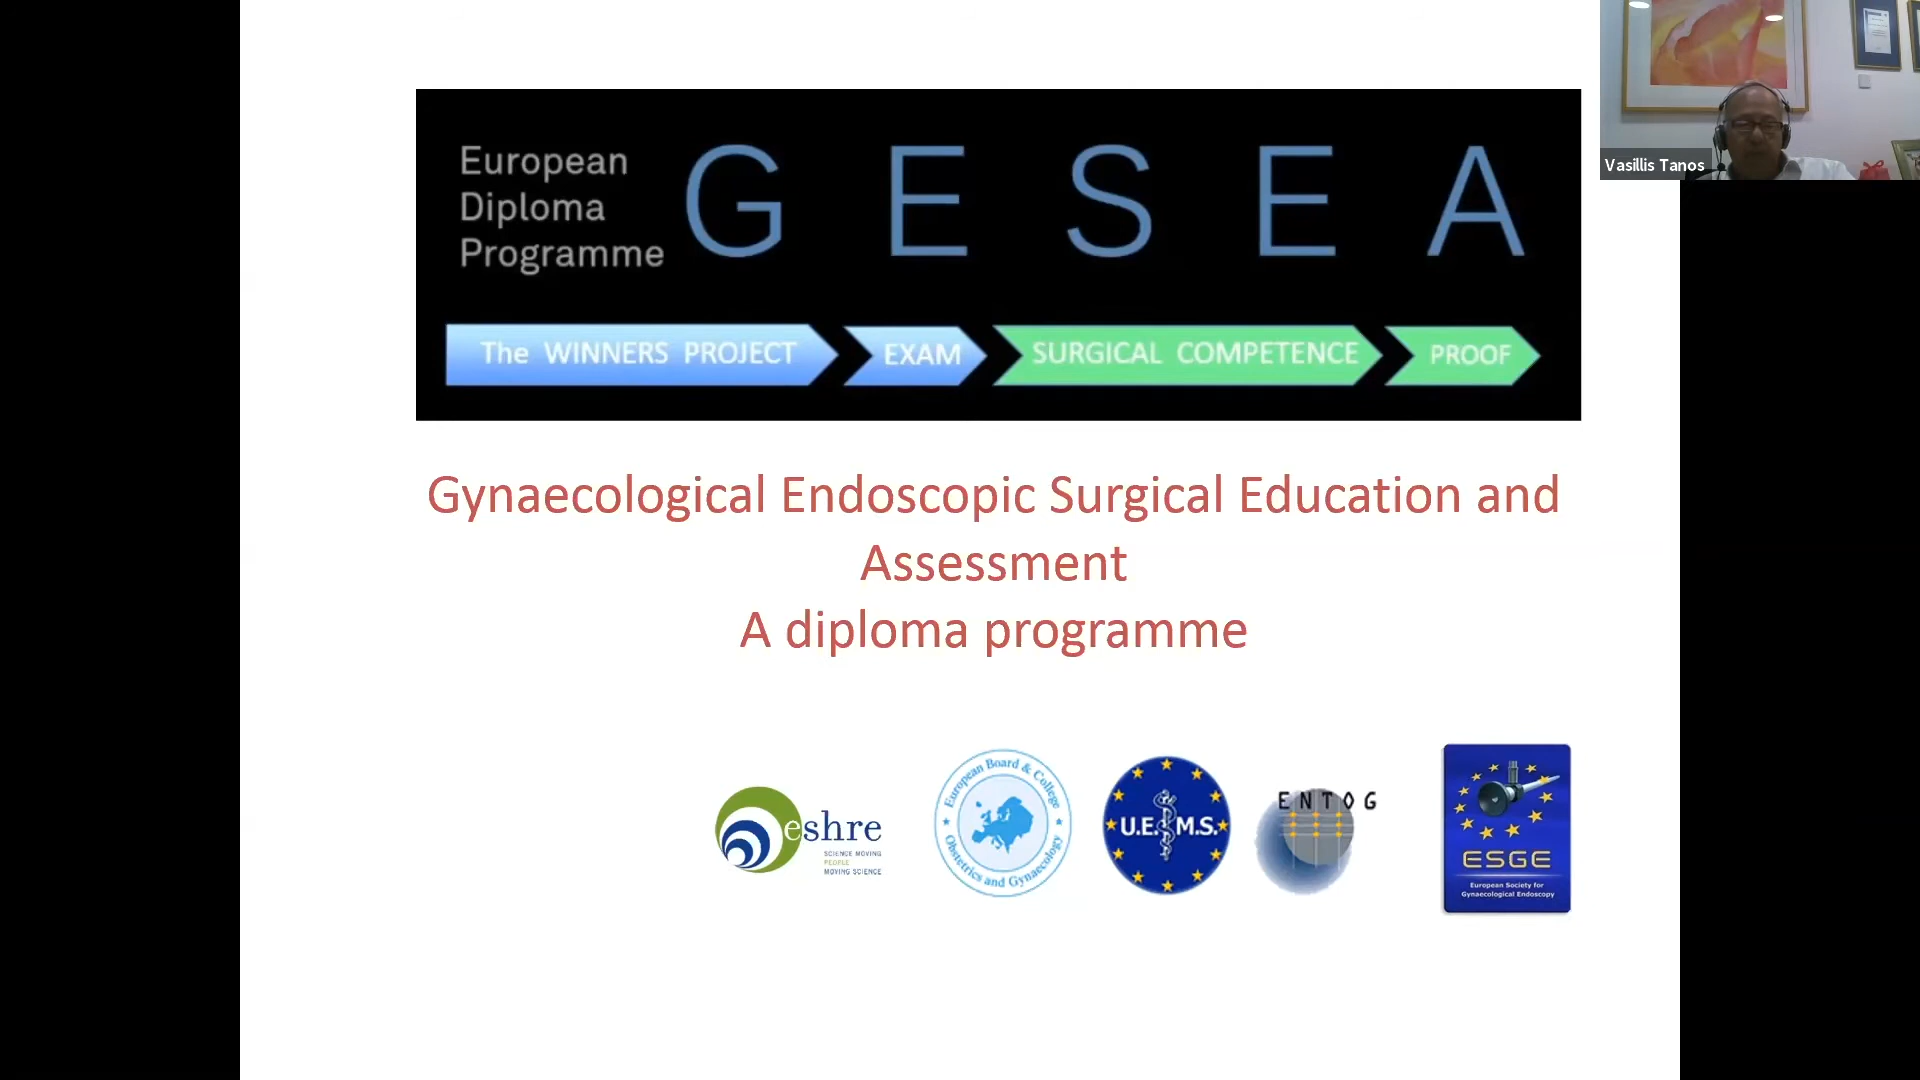 European
Diploma
Programme
G E S E A
The WINNERS PROJECT
EXAM
SURGICAL COMPETENCE
PROOF
Vasillis Tanos
Gynaecological Endoscopic Surgical Education and
Assessment
A diploma programme
eshre
SCIENCE MOVING
PEOPLE
MOVING SCIENCE
European Board & College
Obstetrics and Gynaecology
U.E.M.S.
ENTOG
ESGE
European Society for
Gynaecological Endoscopy